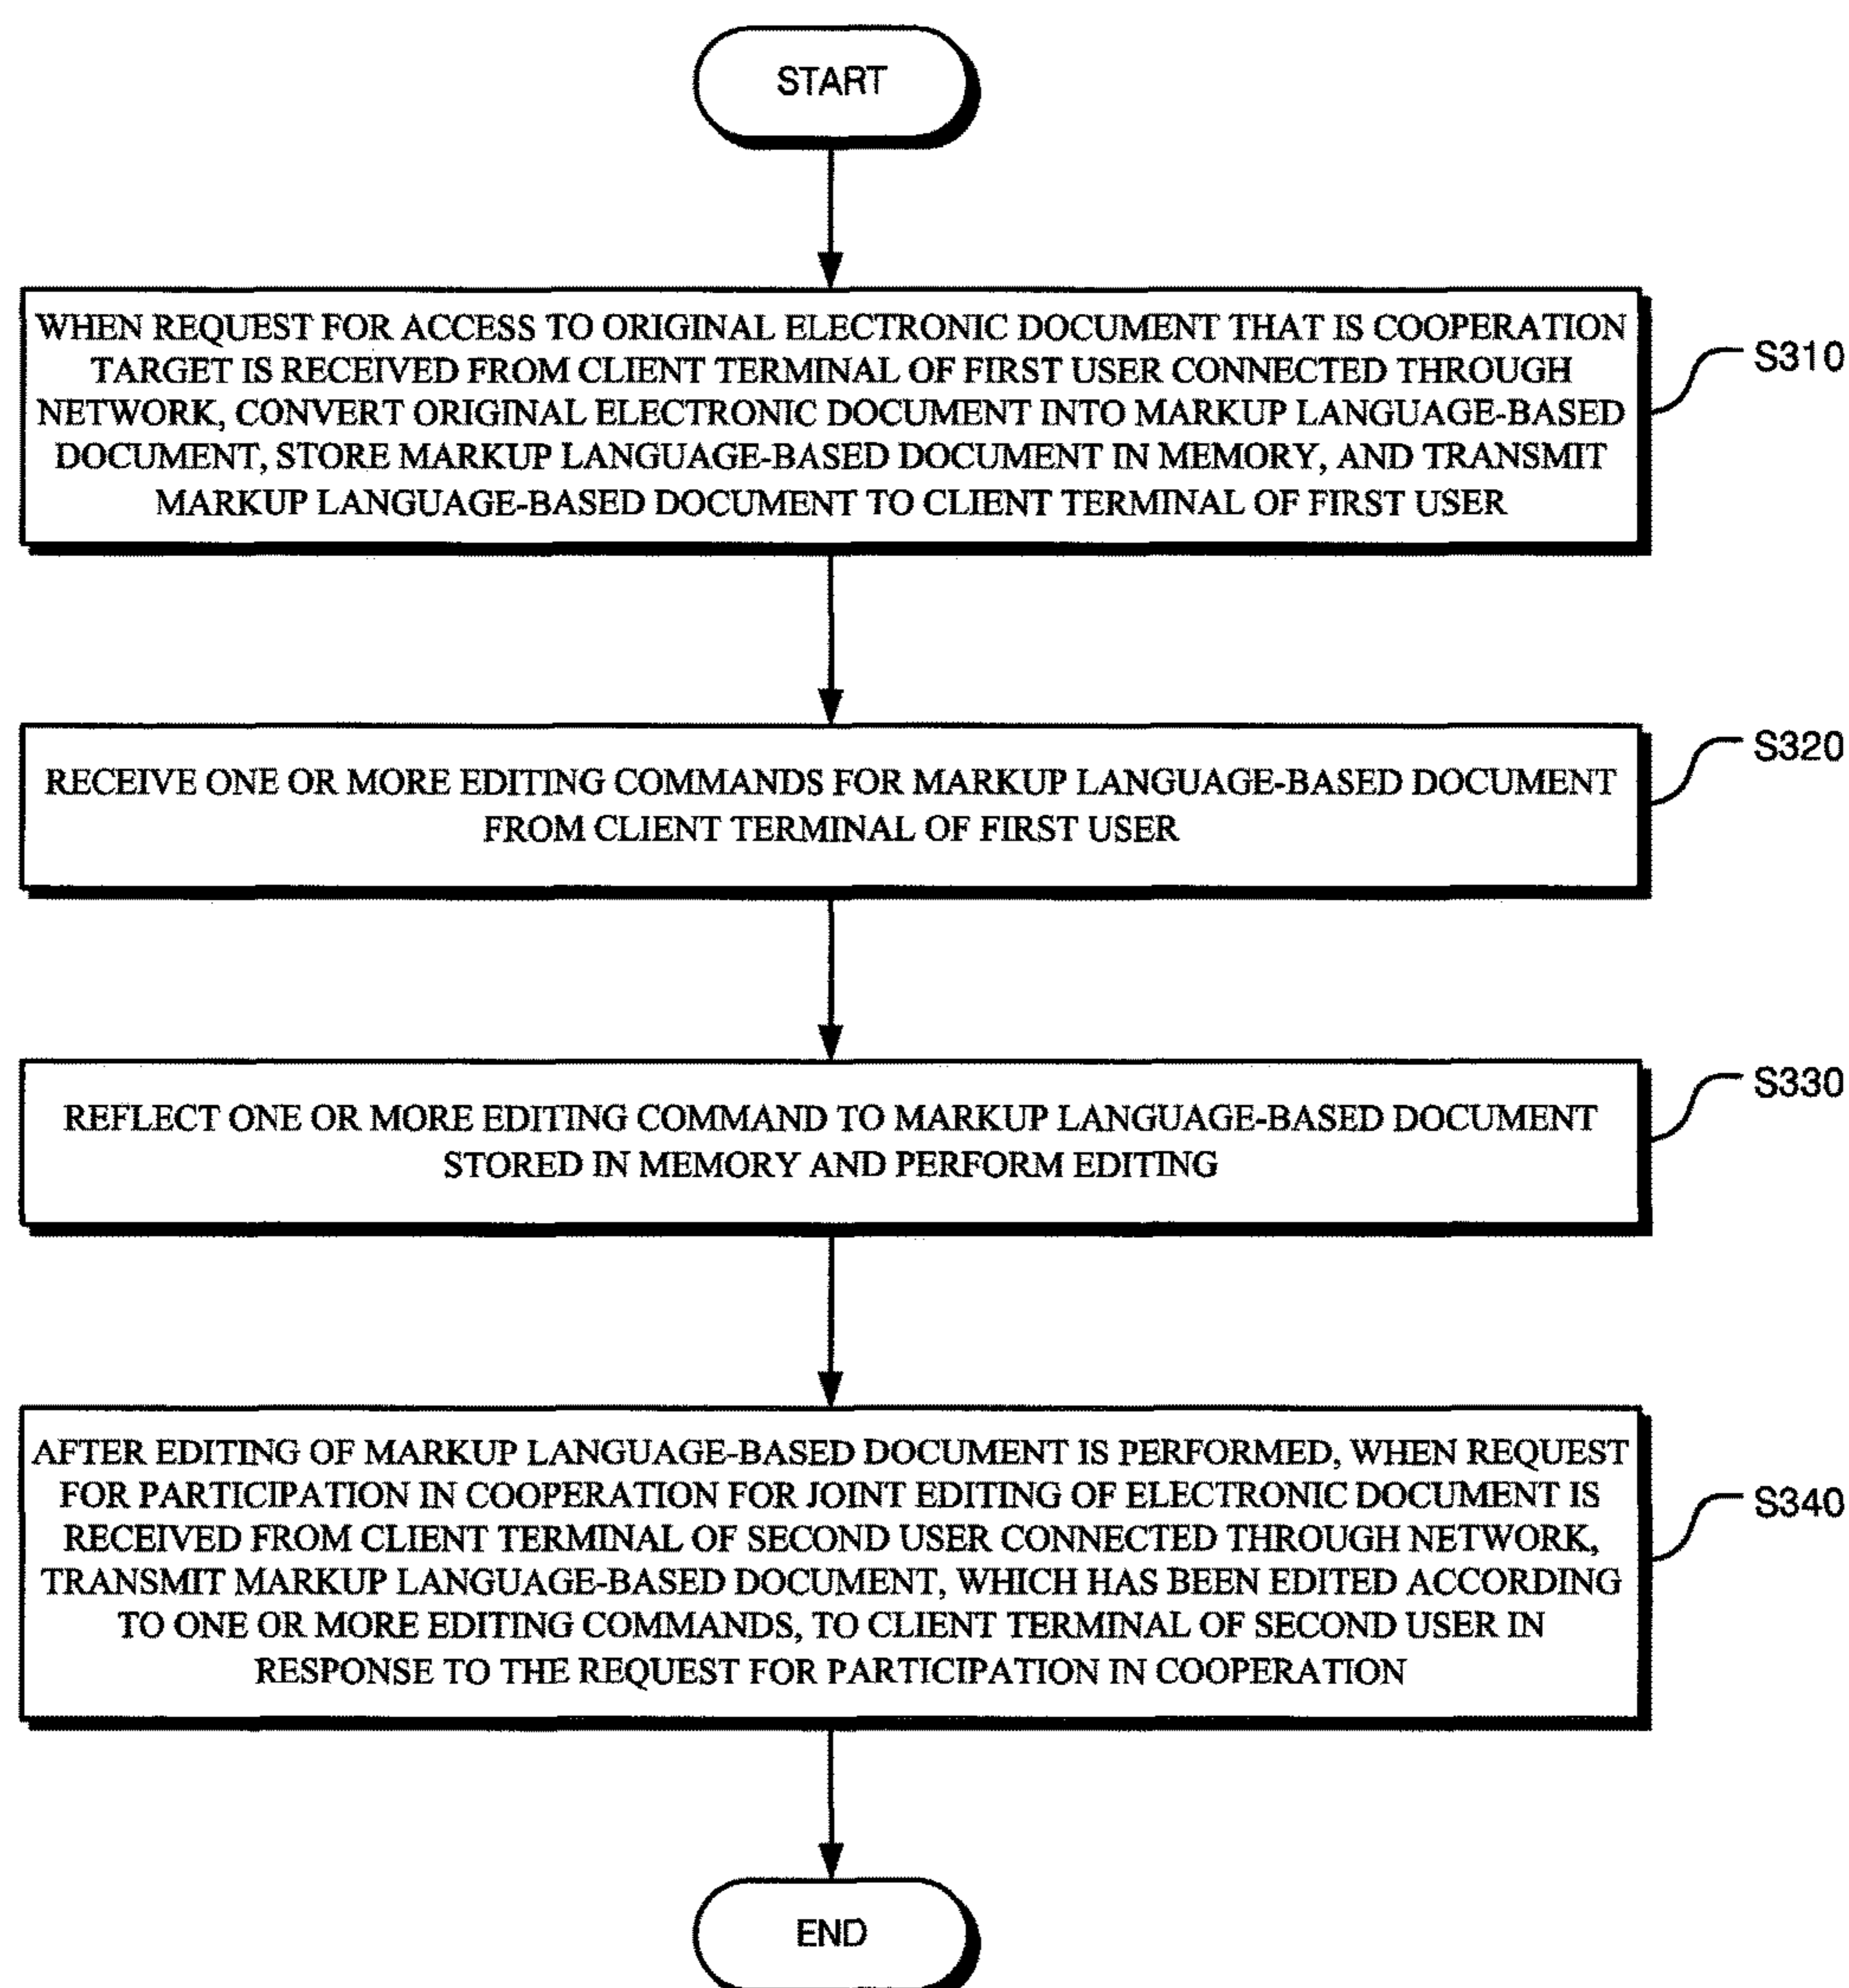 START
WHEN REQUEST FOR ACCESS TO ORIGINAL ELECTRONIC DOCUMENT THAT IS COOPERATION
TARGET IS RECEIVED FROM CLIENT TERMINAL OF FIRST USER CONNECTED THROUGH
NETWORK, CONVERT ORIGINAL ELECTRONIC DOCUMENT INTO MARKUP LANGUAGE-BASED
DOCUMENT, STORE MARKUP LANGUAGE-BASED DOCUMENT IN MEMORY, AND TRANSMIT
MARKUP LANGUAGE-BASED DOCUMENT TO CLIENT TERMINAL OF FIRST USER
S310
RECEIVE ONE OR MORE EDITING COMMANDS FOR MARKUP LANGUAGE-BASED DOCUMENT
FROM CLIENT TERMINAL OF FIRST USER
S320
REFLECT ONE OR MORE EDITING COMMAND TO MARKUP LANGUAGE-BASED DOCUMENT
STORED IN MEMORY AND PERFORM EDITING
S330
AFTER EDITING OF MARKUP LANGUAGE-BASED DOCUMENT IS PERFORMED, WHEN REQUEST
FOR PARTICIPATION IN COOPERATION FOR JOINT EDITING OF ELECTRONIC DOCUMENT IS
RECEIVED FROM CLIENT TERMINAL OF SECOND USER CONNECTED THROUGH NETWORK,
TRANSMIT MARKUP LANGUAGE-BASED DOCUMENT, WHICH HAS BEEN EDITED ACCORDING
TO ONE OR MORE EDITING COMMANDS, TO CLIENT TERMINAL OF SECOND USER IN
RESPONSE TO THE REQUEST FOR PARTICIPATION IN COOPERATION
S340
END